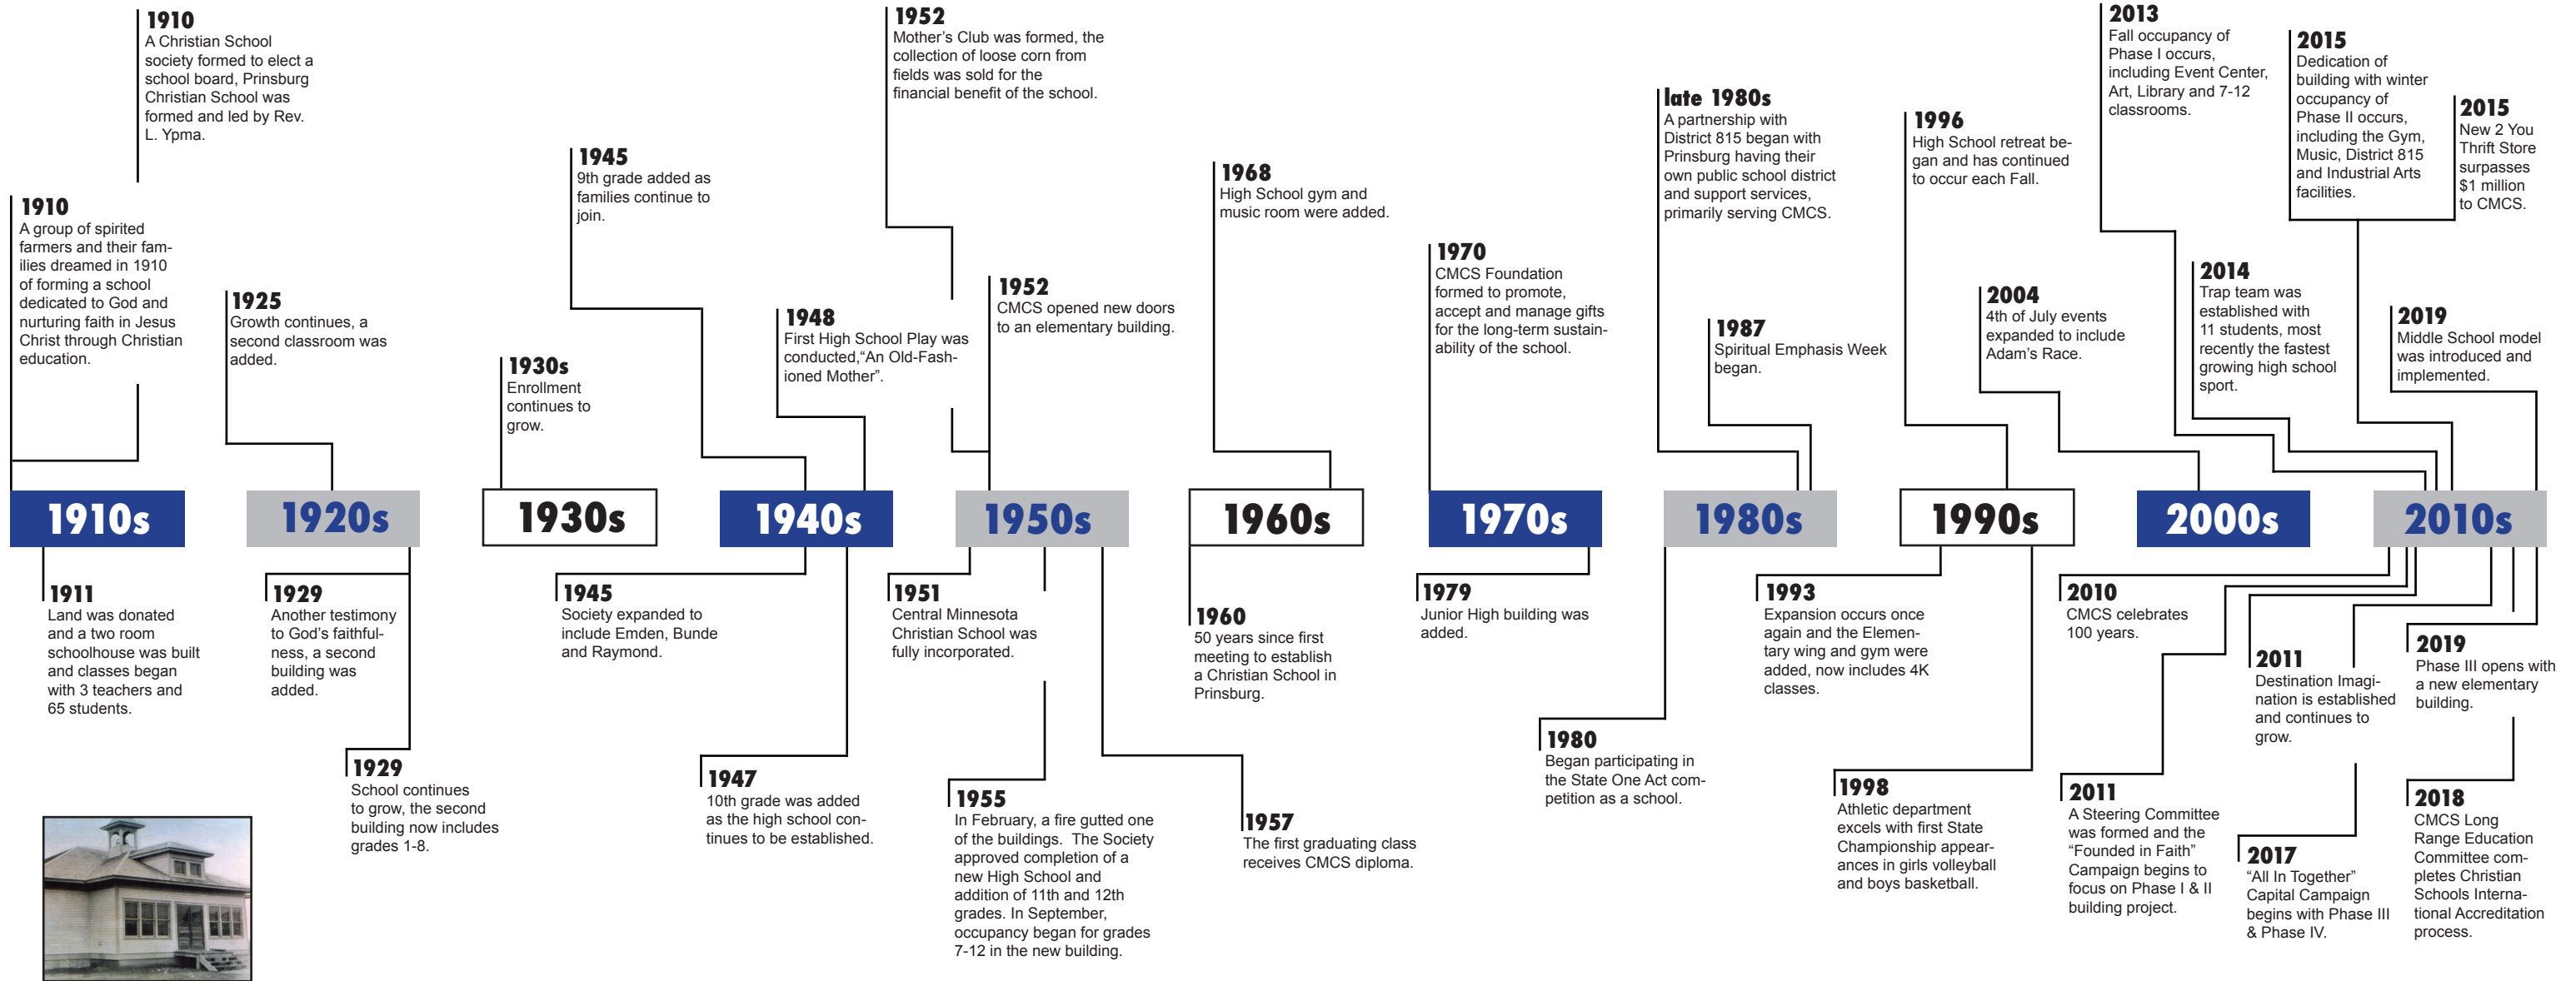 1910
A Christian School
society formed to elect a
school board, Prinsburg
Christian School was
formed and led by Rev.
L. Ypma.
1910
A group of spirited
farmers and their fam-
ilies dreamed in 1910
of forming a school
dedicated to God and
nurturing faith in Jesus
Christ through Christian
education.
1925
Growth continues, a
second classroom was
added.
1930s
Enrollment
continues to
grow.
1945
9th grade added as
families continue to
join.
1948
First High School Play was
conducted,“An Old-Fash-
ioned Mother”.
1952
Mother’s Club was formed, the
collection of loose corn from
fields was sold for the
financial benefit of the school.
1952
CMCS opened new doors
to an elementary building.
1968
High School gym and
music room were added.
1970
CMCS Foundation
formed to promote,
accept and manage gifts
for the long-term sustain-
ability of the school.
late 1980s
A partnership with
District 815 began with
Prinsburg having their
own public school district
and support services,
primarily serving CMCS.
1987
Spiritual Emphasis Week
began.
1996
High School retreat be-
gan and has continued
to occur each Fall.
2004
4th of July events
expanded to include
Adam’s Race.
2013
Fall occupancy of
Phase I occurs,
including Event Center,
Art, Library and 7-12
classrooms.
2014
Trap team was
established with
11 students, most
recently the fastest
growing high school
sport.
2015
Dedication of
building with winter
occupancy of
Phase II occurs,
including the Gym,
Music, District 815
and Industrial Arts
facilities.
2015
New 2 You
Thrift Store
surpasses
$1 million
to CMCS.
2019
Middle School model
was introduced and
implemented.
1910s
1920s
1930s
1940s
1950s
1960s
1970s
1980s
1990s
2000s
2010s
1911
Land was donated
and a two room
schoolhouse was built
and classes began
with 3 teachers and
65 students.
1929
Another testimony
to God’s faithful-
ness, a second
building was
added.
1929
School continues
to grow, the second
building now includes
grades 1-8.
1945
Society expanded to
include Emden, Bunde
and Raymond.
1947
10th grade was added
as the high school con-
tinues to be established.
1951
Central Minnesota
Christian School was
fully incorporated.
1955
In February, a fire gutted one
of the buildings.  The Society
approved completion of a
new High School and
addition of 11th and 12th
grades. In September,
occupancy began for grades
7-12 in the new building.
1957
The first graduating class
receives CMCS diploma.
1960
50 years since first
meeting to establish
a Christian School in
Prinsburg.
1979
Junior High building was
added.
1980
Began participating in
the State One Act com-
petition as a school.
1993
Expansion occurs once
again and the Elemen-
tary wing and gym were
added, now includes 4K
classes.
1998
Athletic department
excels with first State
Championship appear-
ances in girls volleyball
and boys basketball.
2010
CMCS celebrates
100 years.
2011
A Steering Committee
was formed and the
“Founded in Faith”
Campaign begins to
focus on Phase I & II
building project.
2011
Destination Imagi-
nation is established
and continues to
grow.
2017
“All In Together”
Capital Campaign
begins with Phase III
& Phase IV.
2019
Phase III opens with
a new elementary
building.
2018
CMCS Long
Range Education
Committee com-
pletes Christian
Schools Interna-
tional Accreditation
process.